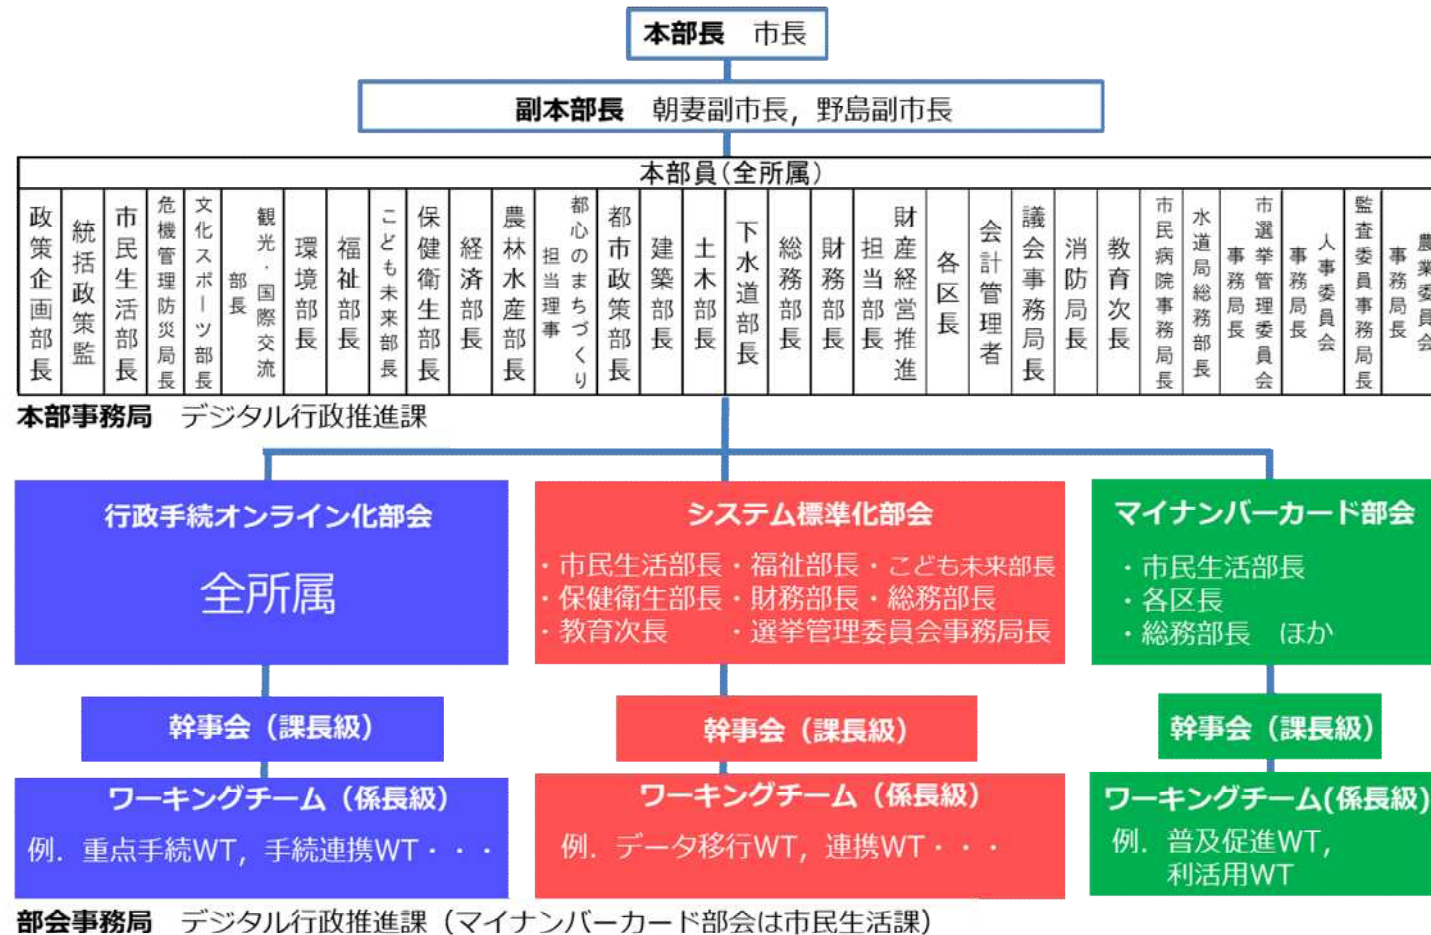 本部長　市長
副本部長　朝妻副市長，野島副市長
本部員（全所属）
政策企画部長
統括政策監
市民生活部長
危機管理防災局長
文化スポーツ部長
観光・国際交流
部長
環境部長
福祉部長
こども未来部長
保健衛生部長
経済部長
農林水産部長
都心のまちづくり
担当理事
都市政策部長
建築部長
土木部長
下水道部長
総務部長
財務部長
財産経営推進
担当部長
各区長
会計管理者
議会事務局長
消防局長
教育次長
市民病院事務局長
水道局総務部長
市選挙管理委員会
事務局長
人事委員会
事務局長
監査委員事務局長
農業委員会
事務局長
本部事務局　デジタル行政推進課
行政手続オンライン化部会
全所属
幹事会（課長級）
ワーキングチーム（係長級）
例．重点手続WT，手続連携WT・・・
システム標準化部会
・市民生活部長・福祉部長・こども未来部長
・保健衛生部長・財務部長・総務部長
・教育次長　　・選挙管理委員会事務局長
幹事会（課長級）
ワーキングチーム（係長級）
例．データ移行WT，連携WT・・・
マイナンバーカード部会
・市民生活部長
・各区長
・総務部長　ほか
幹事会（課長級）
ワーキングチーム(係長級)
例．普及促進WT，
利活用WT
部会事務局　デジタル行政推進課（マイナンバーカード部会は市民生活課）